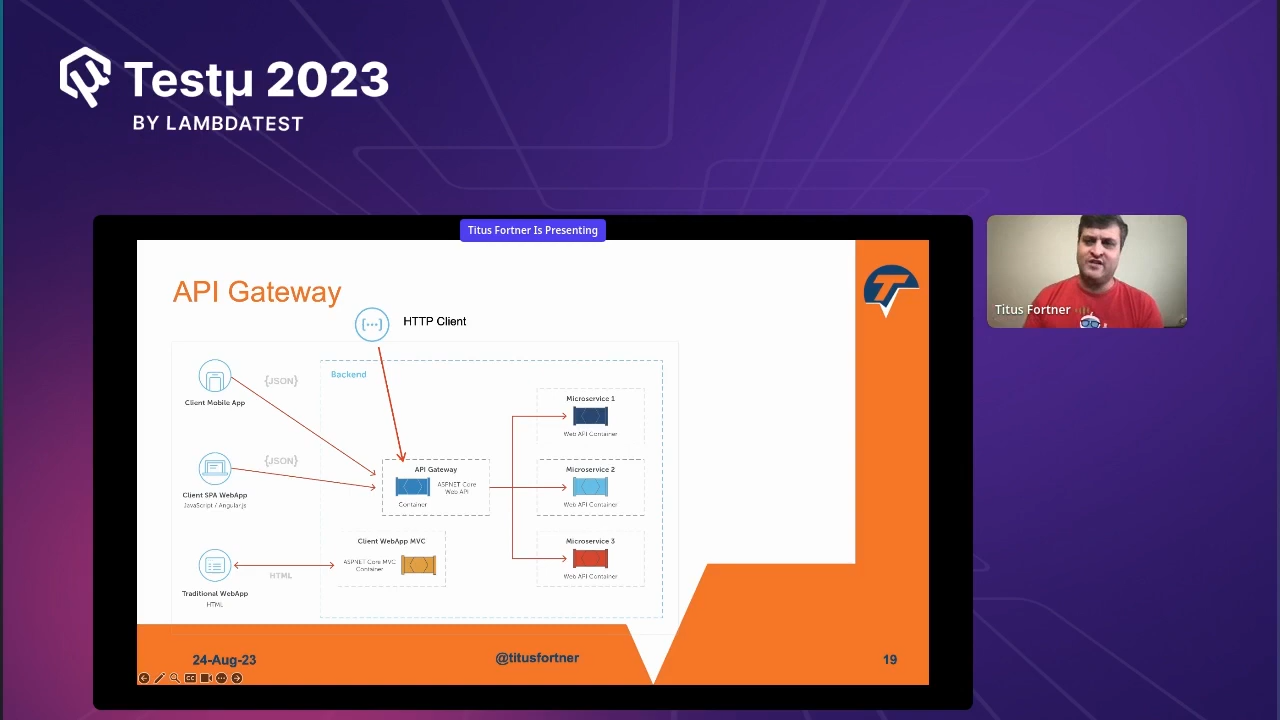 Testμ 2023
BY LAMBDATEST
Titus Fortner Is Presenting
API Gateway
HTTP Client
{JSON}
Backend
Client Mobile App
Microservice 1
Web API Container
{JSON}
Client SPA WebApp
JavaScript / Angular.js
API Gateway
ASP.NET Core
Web API
Container
Microservice 2
Web API Container
Client WebApp MVC
ASP.NET Core MVC
Container
HTML
Microservice 3
Web API Container
Traditional WebApp
HTML
24-Aug-23
@titusfortner
19
CC
T
Titus Fortner